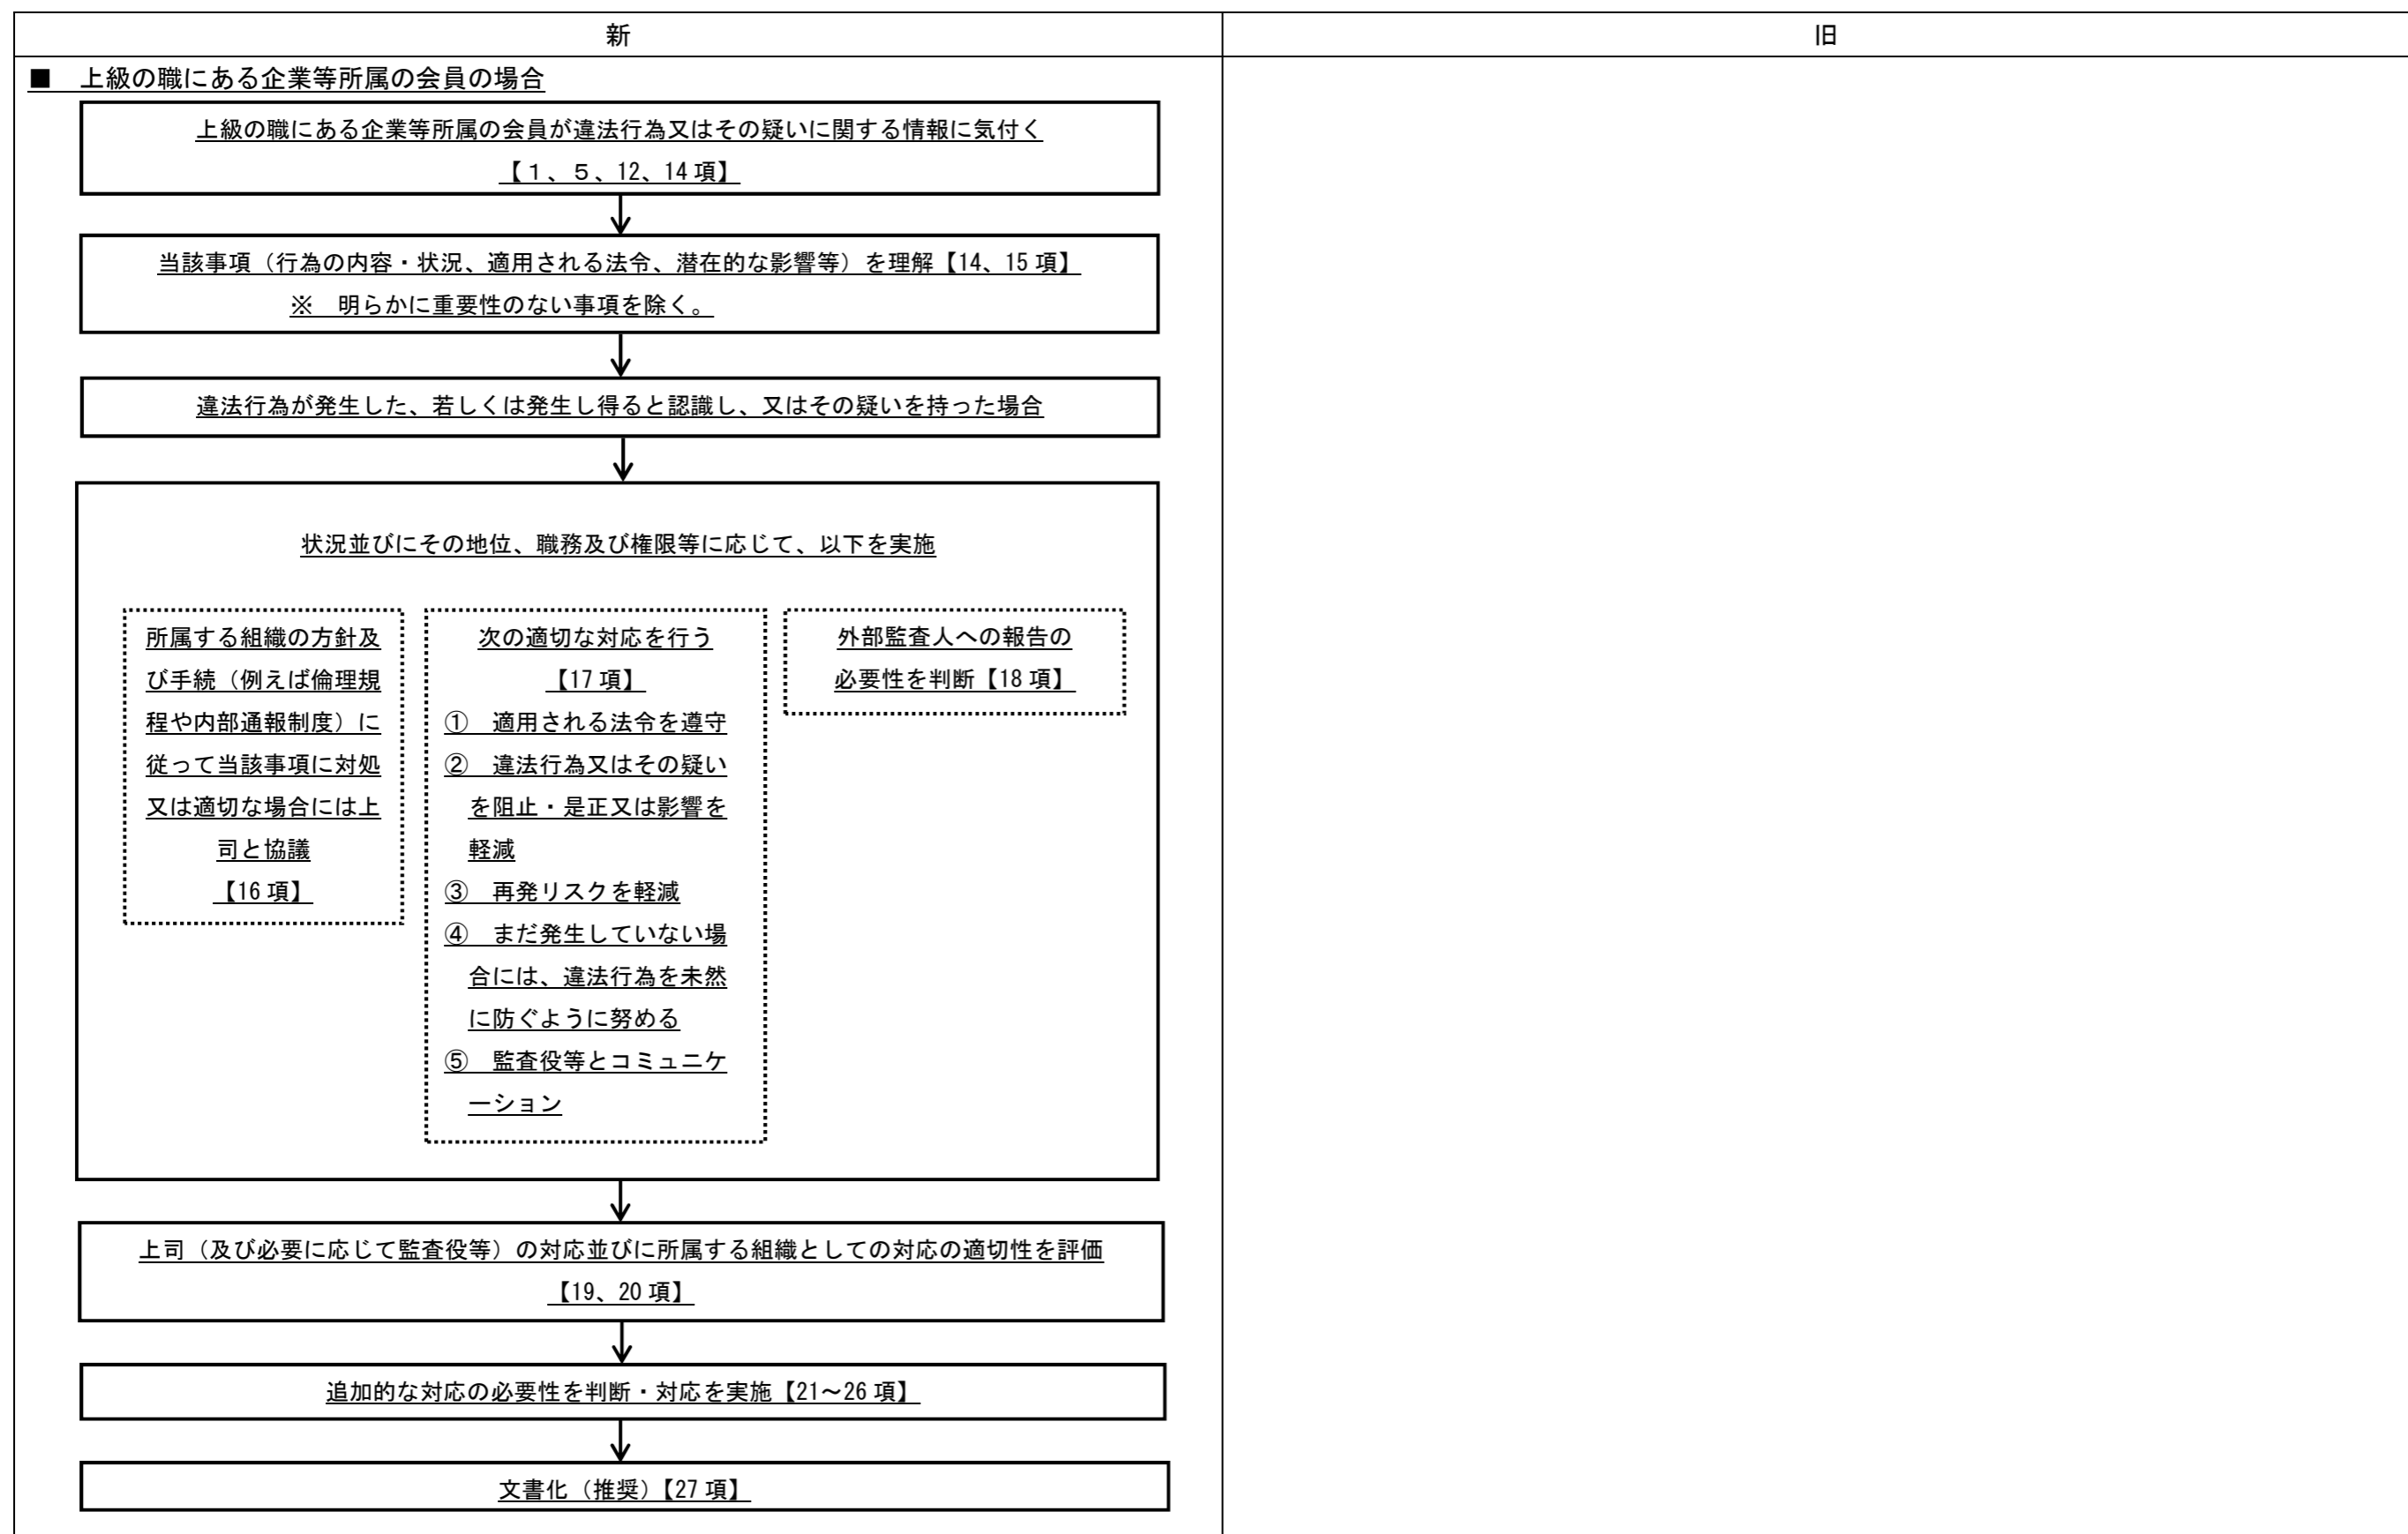 新
旧
■　上級の職にある企業等所属の会員の場合
上級の職にある企業等所属の会員が違法行為又はその疑いに関する情報に気付く
【１、５、12、14 項】
当該事項（行為の内容・状況、適用される法令、潜在的な影響等）を理解【14、15 項】
※　明らかに重要性のない事項を除く。
違法行為が発生した、若しくは発生し得ると認識し、又はその疑いを持った場合
状況並びにその地位、職務及び権限等に応じて、以下を実施
所属する組織の方針及
び手続（例えば倫理規
程や内部通報制度）に
従って当該事項に対処
又は適切な場合には上
司と協議
【16 項】
次の適切な対応を行う
【17 項】
①　適用される法令を遵守
②　違法行為又はその疑い
を阻止・是正又は影響を
軽減
③　再発リスクを軽減
④　まだ発生していない場
合には、違法行為を未然
に防ぐように努める
⑤　監査役等とコミュニケ
ーション
外部監査人への報告の
必要性を判断【18 項】
上司（及び必要に応じて監査役等）の対応並びに所属する組織としての対応の適切性を評価
【19、20 項】
追加的な対応の必要性を判断・対応を実施【21～26 項】
文書化（推奨）【27 項】